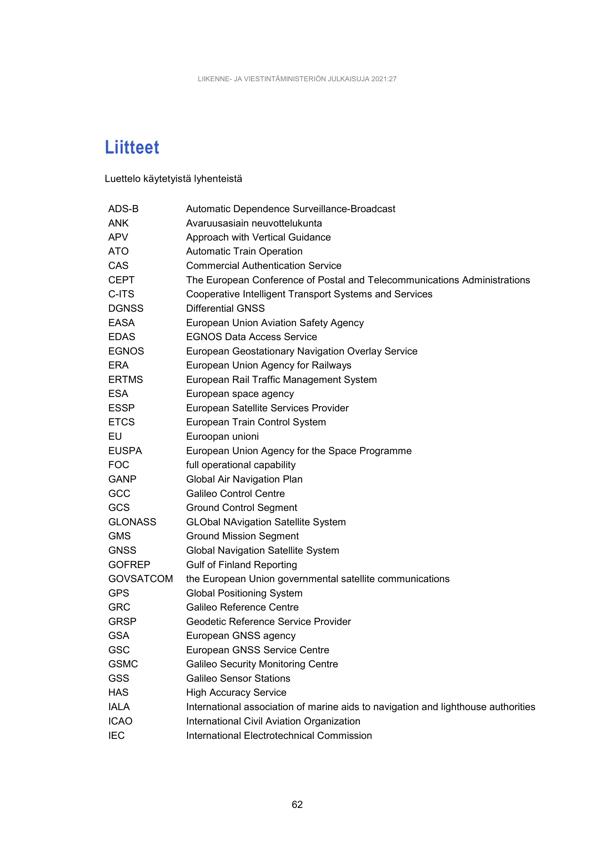 LIIKENNE- JA VIESTINTÄMINISTERIÖN JULKAISUJA 2021:27
Liitteet
Luettelo käytetyistä lyhenteistä
ADS-B Automatic Dependence Surveillance-Broadcast
ANK Avaruusasiain neuvottelukunta
APV Approach with Vertical Guidance
ATO Automatic Train Operation
CAS Commercial Authentication Service
CEPT The European Conference of Postal and Telecommunications Administrations
C-ITS Cooperative Intelligent Transport Systems and Services
DGNSS Differential GNSS
EASA European Union Aviation Safety Agency
EDAS EGNOS Data Access Service
EGNOS European Geostationary Navigation Overlay Service
ERA European Union Agency for Railways
ERTMS European Rail Traffic Management System
ESA European space agency
ESSP European Satellite Services Provider
ETCS European Train Control System
EU Euroopan unioni
EUSPA European Union Agency for the Space Programme
FOC full operational capability
GANP Global Air Navigation Plan
GCC Galileo Control Centre
GCS Ground Control Segment
GLONASS GLObal NAvigation Satellite System
GMS Ground Mission Segment
GNSS Global Navigation Satellite System
GOFREP Gulf of Finland Reporting
GOVSATCOM the European Union governmental satellite communications
GPS Global Positioning System
GRC Galileo Reference Centre
GRSP Geodetic Reference Service Provider
GSA European GNSS agency
GSC European GNSS Service Centre
GSMC Galileo Security Monitoring Centre
GSS Galileo Sensor Stations
HAS High Accuracy Service
IALA International association of marine aids to navigation and lighthouse authorities
ICAO International Civil Aviation Organization
IEC International Electrotechnical Commission
62